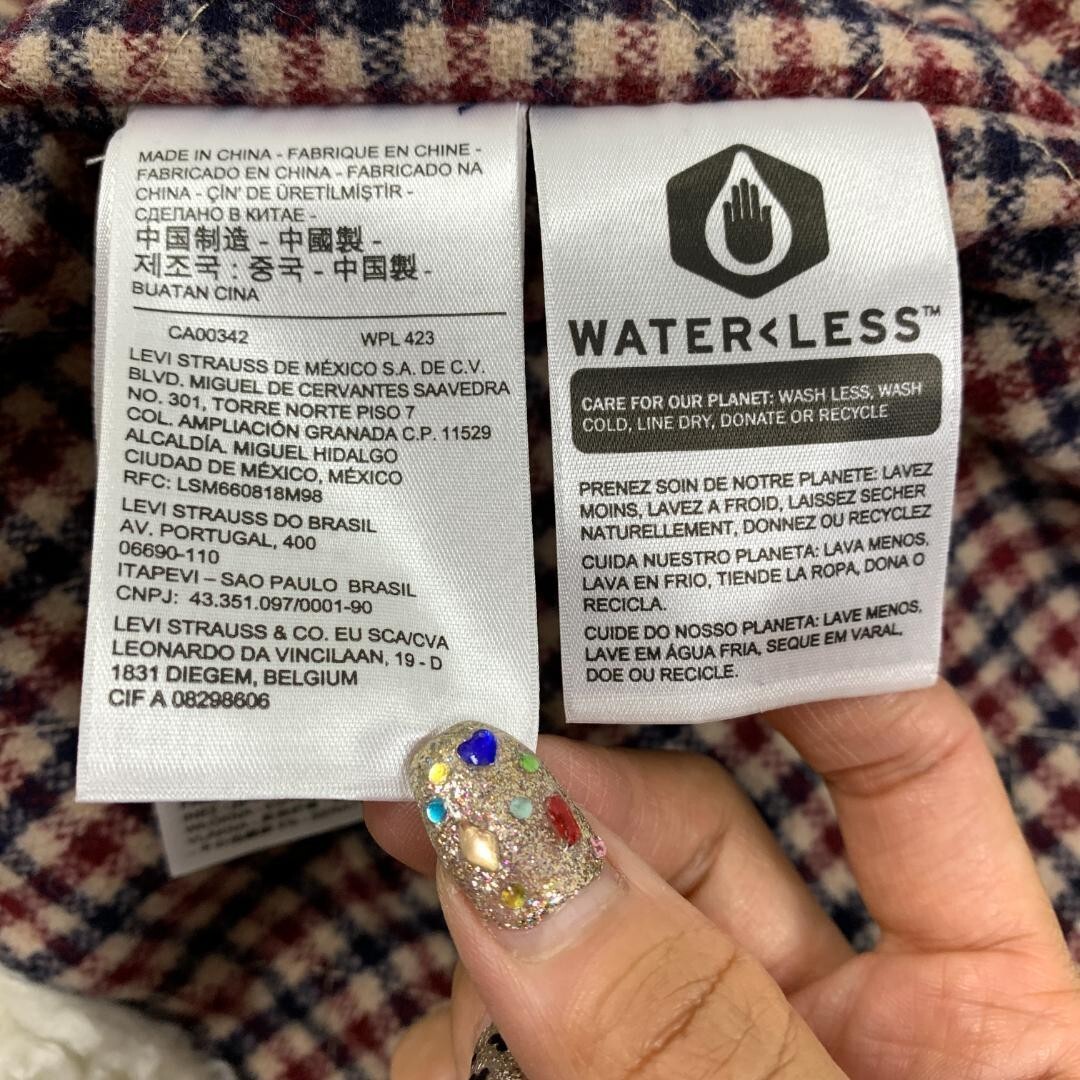 MADE IN CHINA - FABRIQUE EN CHINE -
FABRICADO EN CHINA - FABRICADO NA
CHINA - ÇİN' DE ÜRETİLMİŞTİR -
СДЕЛАНО В КИТАЕ -
中国制造 - 中國製 -
제조국 : 중국 - 中国製 -
BUATAN CINA
CA00342 WPL 423
LEVI STRAUSS DE MÉXICO S.A. DE C.V.
BLVD. MIGUEL DE CERVANTES SAAVEDRA
NO. 301, TORRE NORTE PISO 7
COL. AMPLIACIÓN GRANADA C.P. 11529
ALCALDÍA. MIGUEL HIDALGO
CIUDAD DE MÉXICO, MÉXICO
RFC: LSM660818M98
LEVI STRAUSS DO BRASIL
AV. PORTUGAL, 400
06690-110
ITAPEVI – SAO PAULO BRASIL
CNPJ: 43.351.097/0001-90
LEVI STRAUSS & CO. EU SCA/CVA
LEONARDO DA VINCILAAN, 19 - D
1831 DIEGEM, BELGIUM
CIF A 08298606
WATER<LESS™
CARE FOR OUR PLANET: WASH LESS, WASH
COLD, LINE DRY, DONATE OR RECYCLE
PRENEZ SOIN DE NOTRE PLANETE: LAVEZ
MOINS, LAVEZ A FROID, LAISSEZ SECHER
NATURELLEMENT, DONNEZ OU RECYCLEZ
CUIDA NUESTRO PLANETA: LAVA MENOS,
LAVA EN FRIO, TIENDE LA ROPA, DONA O
RECICLA.
CUIDE DO NOSSO PLANETA: LAVE MENOS,
LAVE EM ÁGUA FRIA, SEQUE EM VARAL,
DOE OU RECICLE.